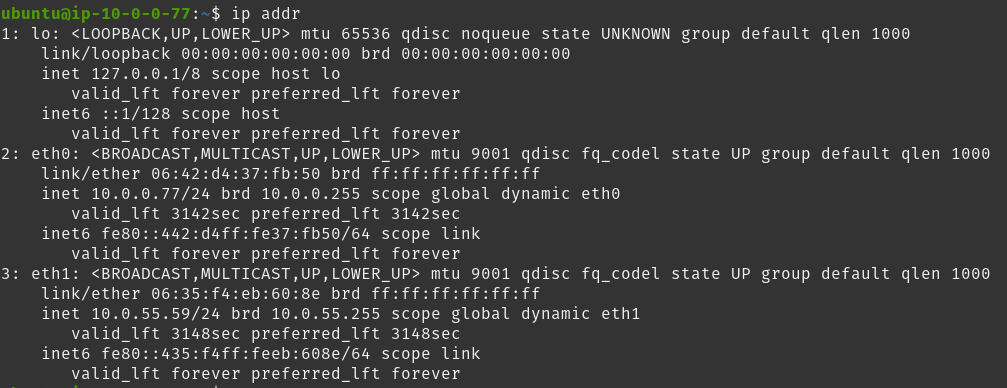 ubuntu@ip-10-0-0-77:~$ ip addr
1: lo: <LOOPBACK,UP,LOWER_UP> mtu 65536 qdisc noqueue state UNKNOWN group default qlen 1000
    link/loopback 00:00:00:00:00:00 brd 00:00:00:00:00:00
    inet 127.0.0.1/8 scope host lo
       valid_lft forever preferred_lft forever
    inet6 ::1/128 scope host
       valid_lft forever preferred_lft forever
2: eth0: <BROADCAST,MULTICAST,UP,LOWER_UP> mtu 9001 qdisc fq_codel state UP group default qlen 1000
    link/ether 06:42:d4:37:fb:50 brd ff:ff:ff:ff:ff:ff
    inet 10.0.0.77/24 brd 10.0.0.255 scope global dynamic eth0
       valid_lft 3142sec preferred_lft 3142sec
    inet6 fe80::442:d4ff:fe37:fb50/64 scope link
       valid_lft forever preferred_lft forever
3: eth1: <BROADCAST,MULTICAST,UP,LOWER_UP> mtu 9001 qdisc fq_codel state UP group default qlen 1000
    link/ether 06:35:f4:eb:60:8e brd ff:ff:ff:ff:ff:ff
    inet 10.0.55.59/24 brd 10.0.55.255 scope global dynamic eth1
       valid_lft 3148sec preferred_lft 3148sec
    inet6 fe80::435:f4ff:feeb:608e/64 scope link
       valid_lft forever preferred_lft forever